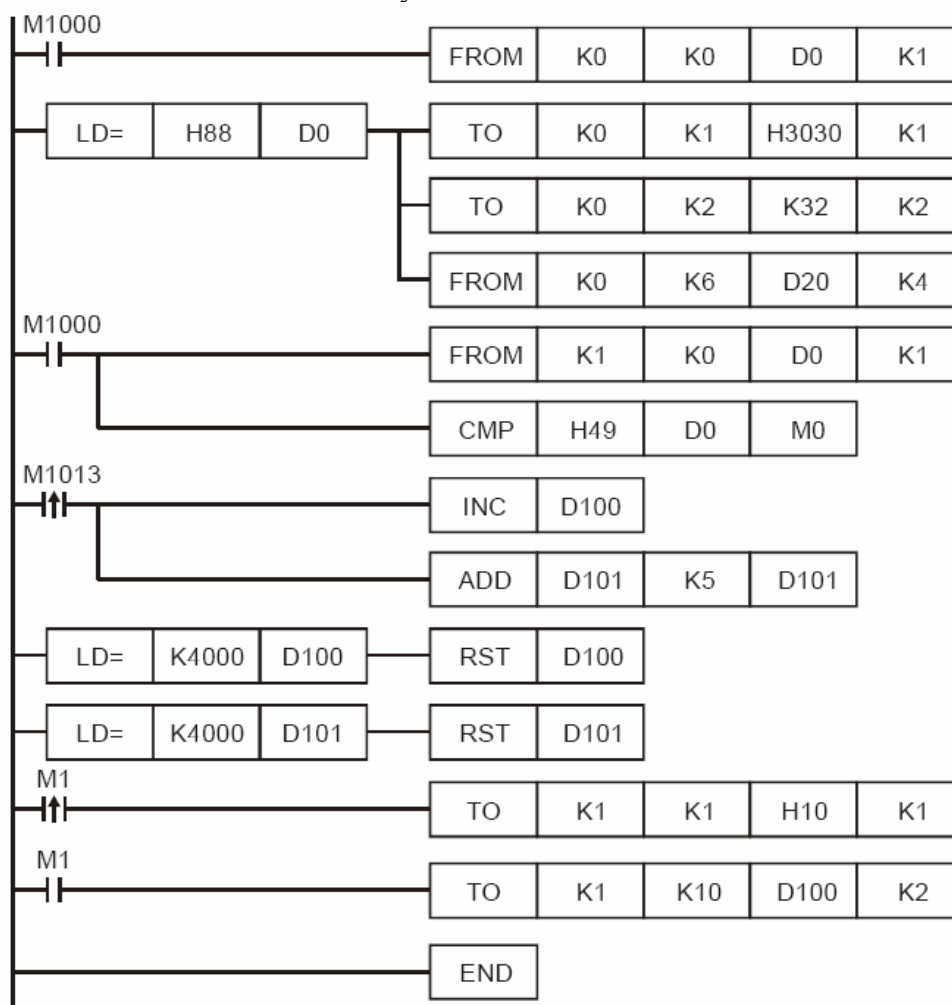 M1000
FROM K0 K0 D0 K1
LD= H88 D0 TO K0 K1 H3030 K1
TO K0 K2 K32 K2
FROM K0 K6 D20 K4
M1000
FROM K1 K0 D0 K1
CMP H49 D0 M0
M1013
INC D100
ADD D101 K5 D101
LD= K4000 D100 RST D100
LD= K4000 D101 RST D101
M1
TO K1 K1 H10 K1
M1
TO K1 K10 D100 K2
END